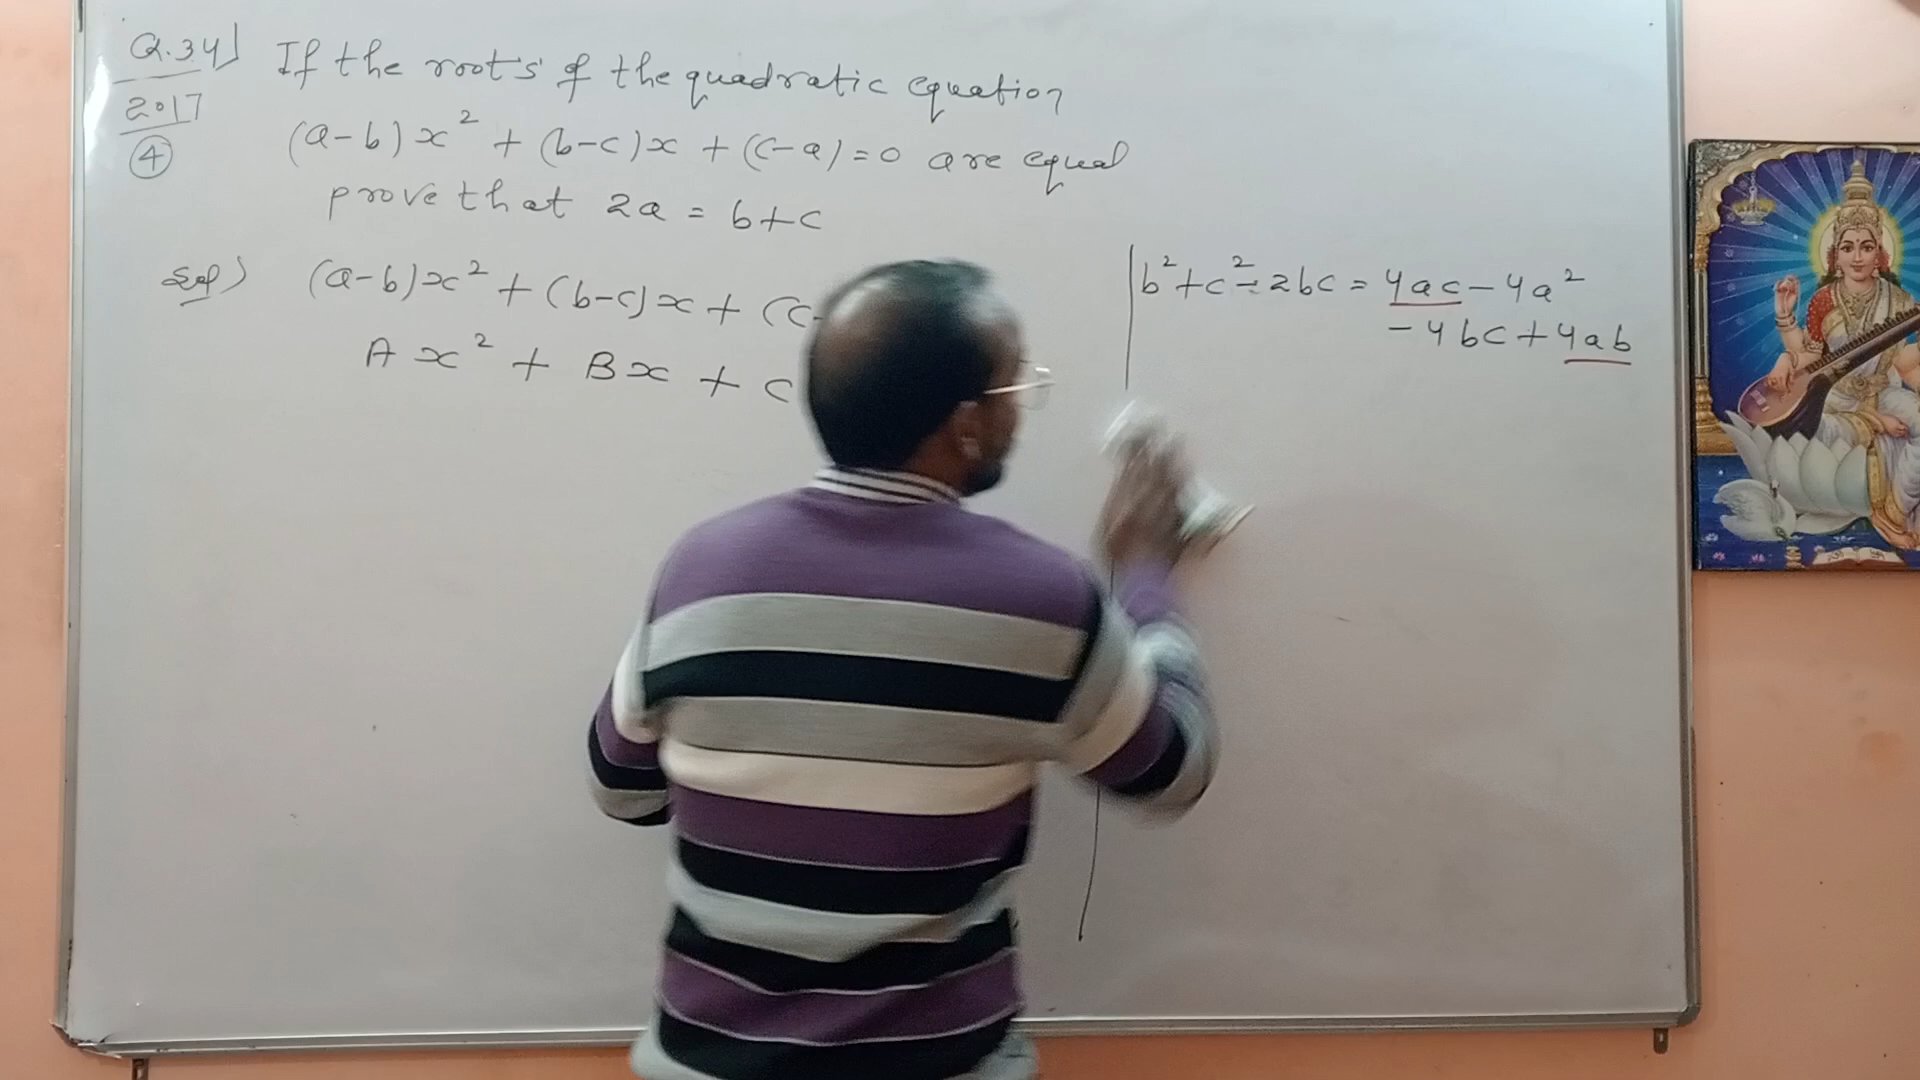 Q.34] If the roots of the quadratic equation
2017
④ (a-b)x² + (b-c)x + (c-a)=0 are equal
prove that 2a = b+c
Sol) (a-b)x² + (b-c)x + (c-
Ax² + Bx + C
b²+c²-2bc = 4ac-4a²
-4bc+4ab